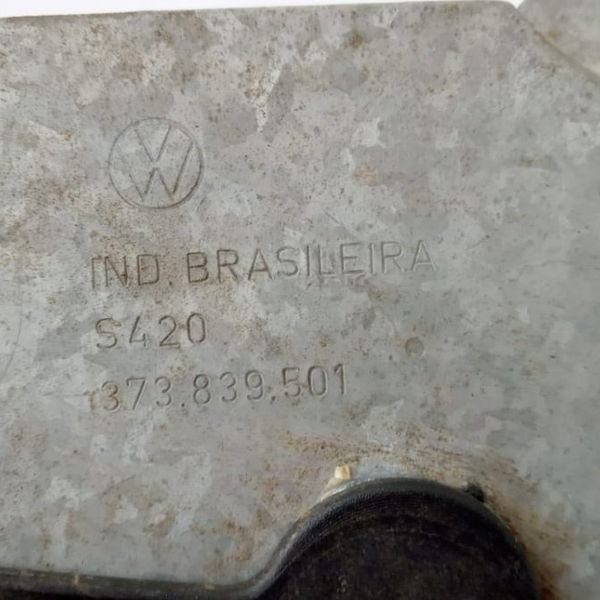 VW
IND. BRASILEIRA
S420
373.839.501